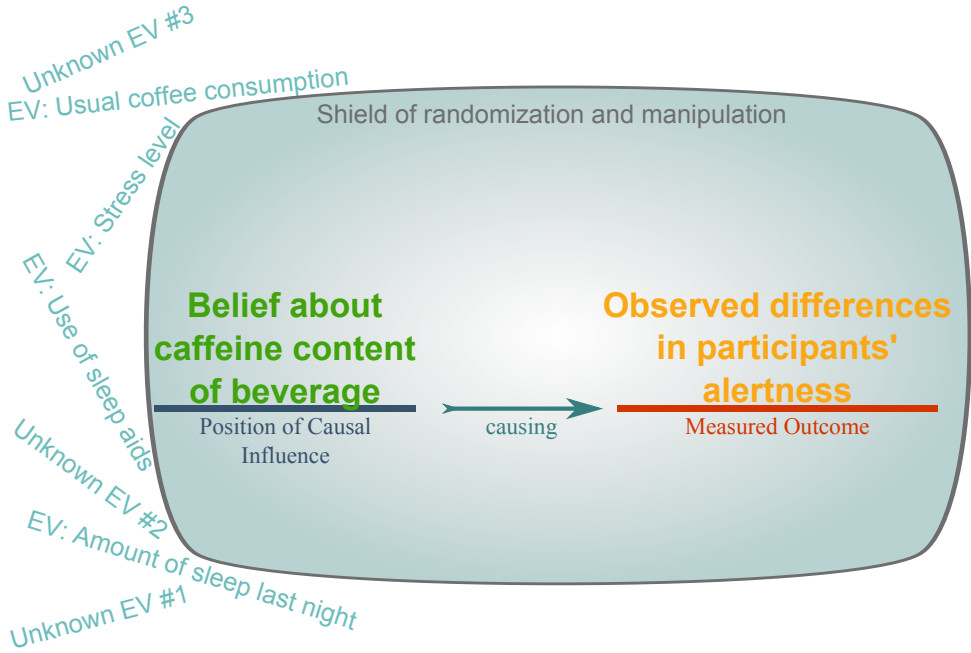 Unknown EV #3
EV: Usual coffee consumption
Shield of randomization and manipulation
EV: Stress level
EV: Use of sleep aids
Belief about
caffeine content
of beverage
Position of Causal
Influence
causing
Observed differences
in participants'
alertness
Measured Outcome
Unknown EV #2
EV: Amount of sleep last night
Unknown EV #1